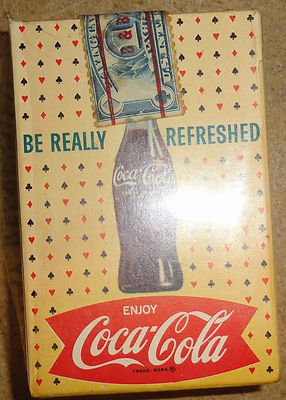 BE REALLY REFRESHED
Coca-Cola
ENJOY
Coca-Cola
TRADE-MARK ®